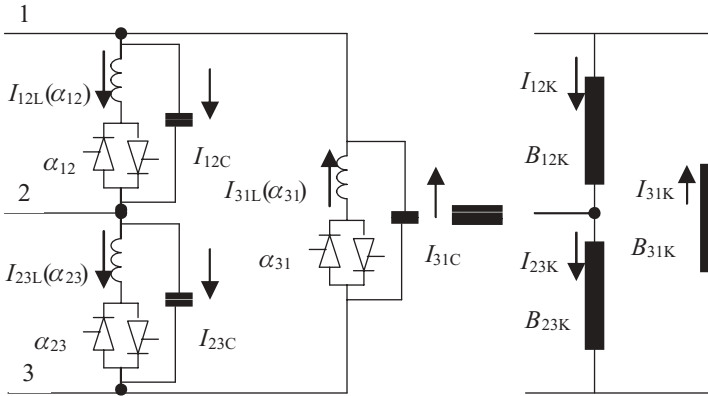 1
I12L(α12)
α12
I12C
2
I23L(α23)
α23
I23C
3
I31L(α31)
α31
I31C
I12K
B12K
I23K
B23K
I31K
B31K